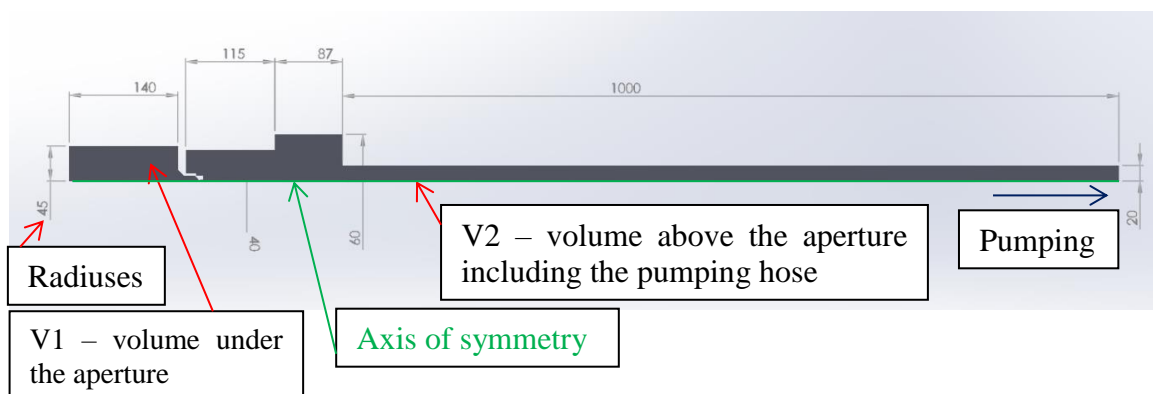 115
87
140
1000
45
40
60
20
Radiuses
V1 – volume under
the aperture
Axis of symmetry
V2 – volume above the aperture
including the pumping hose
Pumping